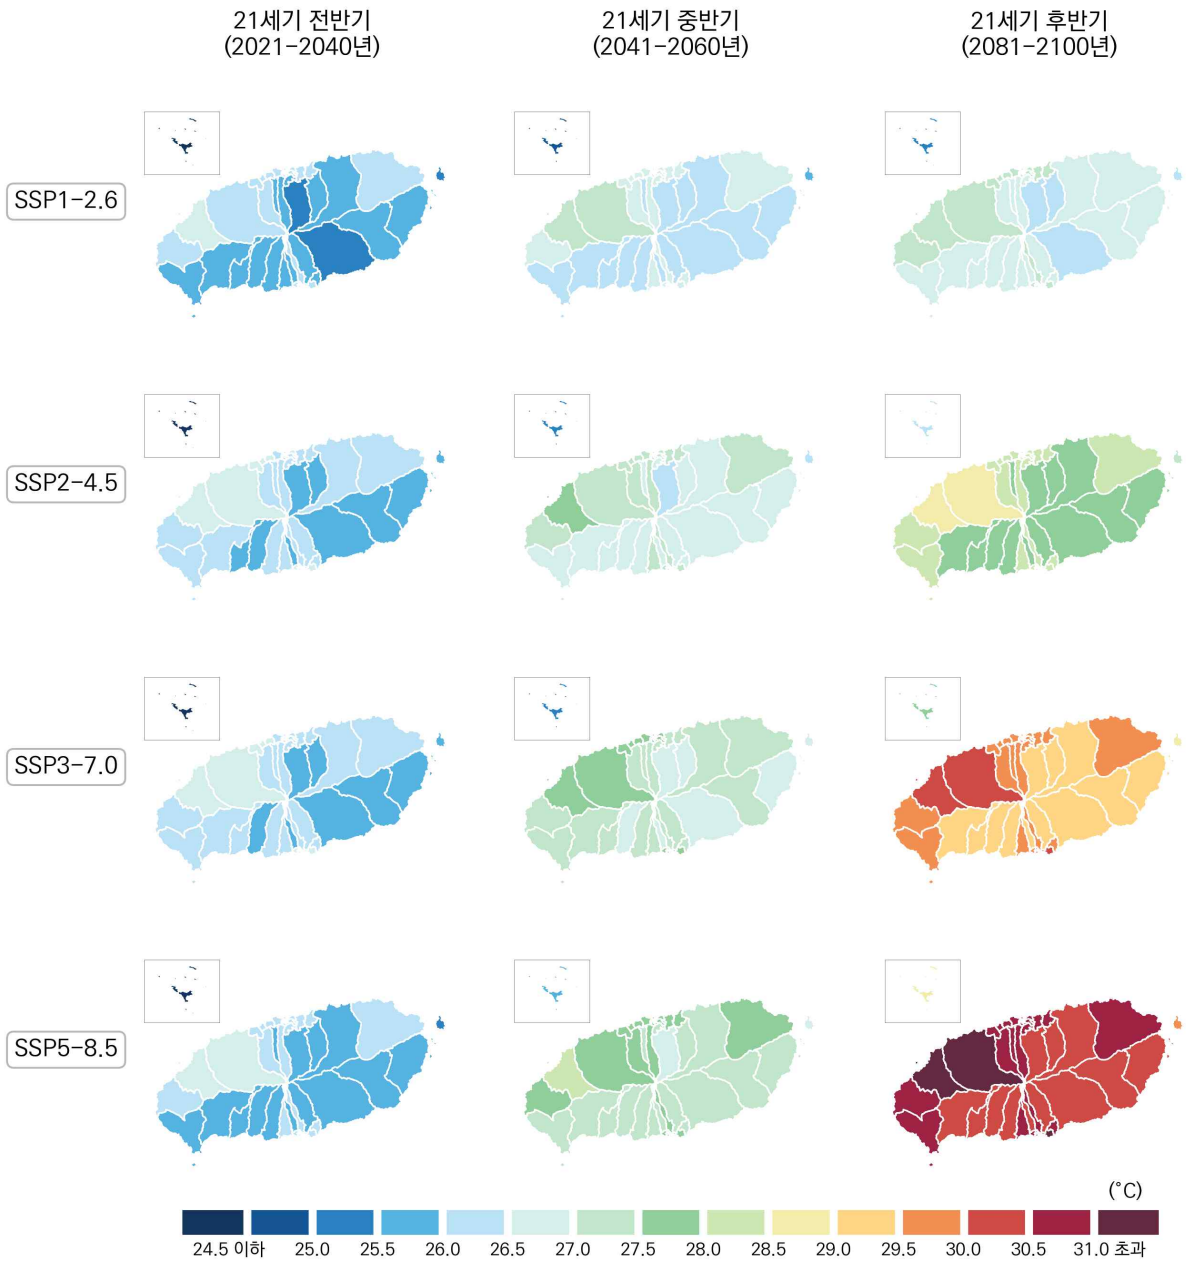 21세기 전반기
(2021-2040년)
21세기 중반기
(2041-2060년)
21세기 후반기
(2081-2100년)
SSP1-2.6
SSP2-4.5
SSP3-7.0
SSP5-8.5
(°C)
24.5 이하 25.0 25.5 26.0 26.5 27.0 27.5 28.0 28.5 29.0 29.5 30.0 30.5 31.0 초과